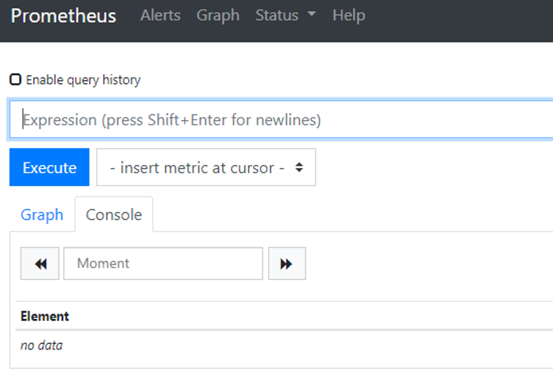 Prometheus Alerts Graph Status Help
Enable query history
Expression (press Shift+Enter for newlines)
Execute - insert metric at cursor -
Graph Console
Moment
Element
no data